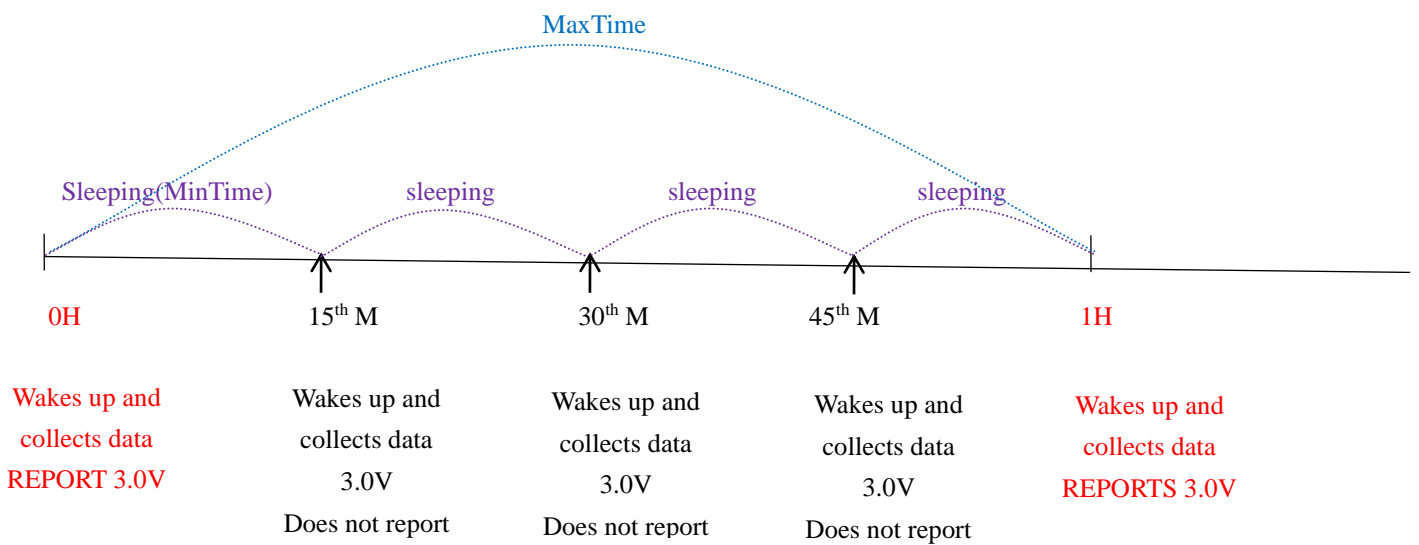 MaxTime
Sleeping(MinTime)
sleeping
sleeping
sleeping
0H
15th M
30th M
45th M
1H
Wakes up and
collects data
REPORT 3.0V
Wakes up and
collects data
3.0V
Does not report
Wakes up and
collects data
3.0V
Does not report
Wakes up and
collects data
3.0V
Does not report
Wakes up and
collects data
REPORTS 3.0V